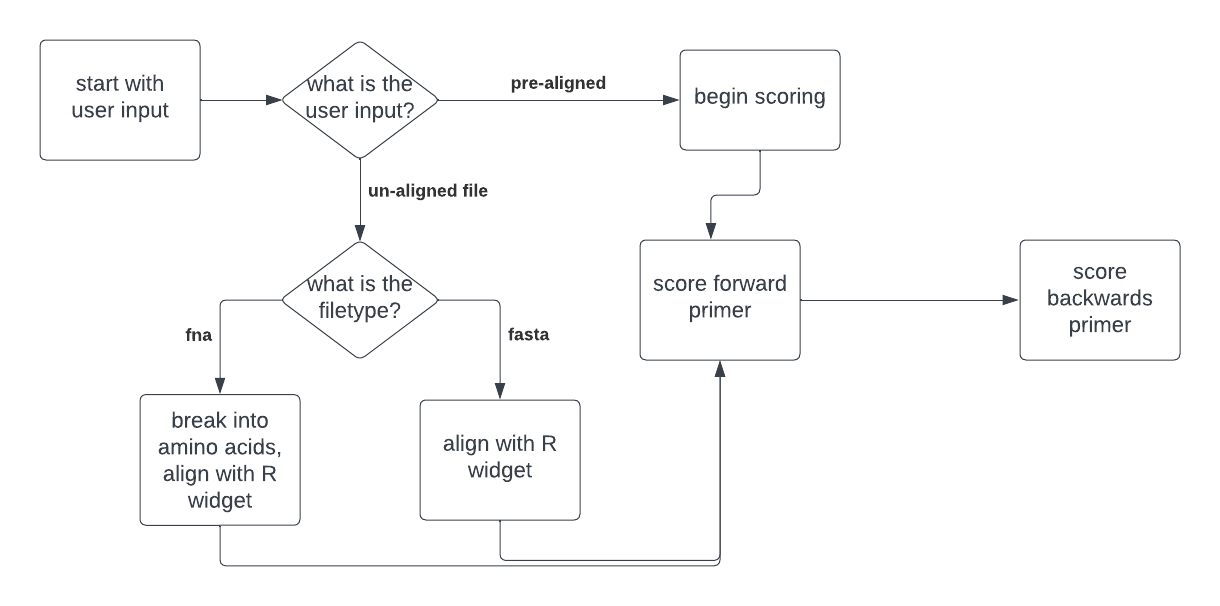 start with
user input
what is the
user input?
pre-aligned
begin scoring
un-aligned file
what is the
filetype?
score forward
primer
score
backwards
primer
fna
fasta
break into
amino acids,
align with R
widget
align with R
widget